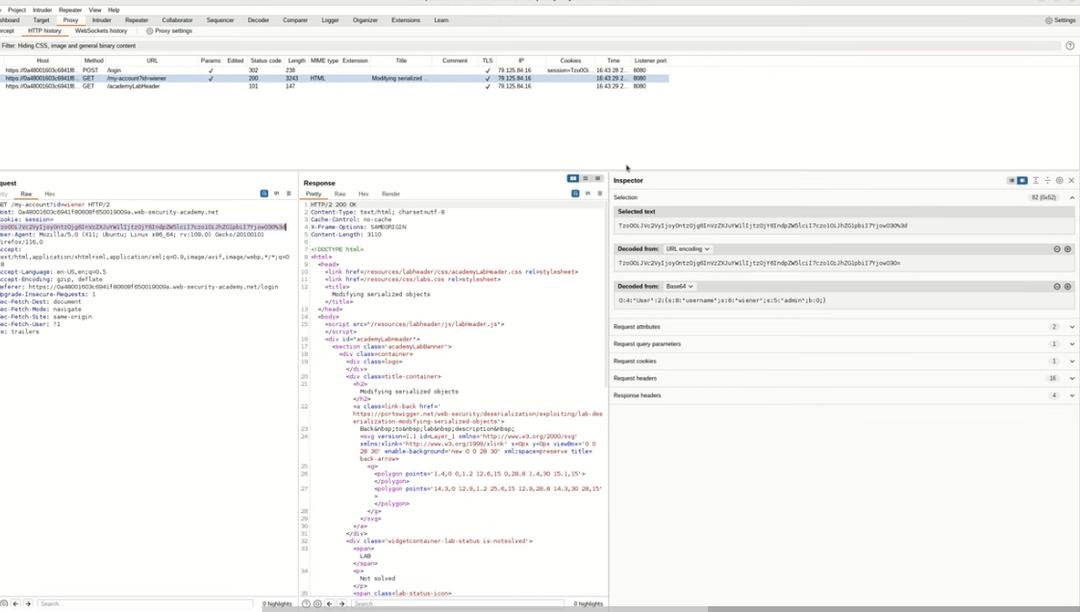 Project Intruder Repeater View Help
shboard Target Proxy Intruder Repeater Collaborator Sequencer Decoder Comparer Logger Organizer Extensions Learn Settings
rcept HTTP history WebSockets history Proxy settings
Filter: Hiding CSS, image and general binary content
Host Method URL Params Edited Status code Length MIME type Extension Title Comment TLS IP Cookies Time Listener port
https://0a48001603c6941f8... POST /login ✓ 302 238 ✓ 79.125.84.16 session=Tzo0Oi... 16:43:28 2... 8080
https://0a48001603c6941f8... GET /my-account?id=wiener ✓ 200 3243 HTML Modifying serialized ... ✓ 79.125.84.16 16:43:29 2... 8080
https://0a48001603c6941f8... GET /academyLabHeader 101 147 ✓ 79.125.84.16 16:43:29 2... 8080
quest
Raw Hex
GET /my-account?id=wiener HTTP/2
Host: 0a48001603c6941f80608f650019009a.web-security-academy.net
Cookie: session=
User-Agent: Mozilla/5.0 (X11; Ubuntu; Linux x86_64; rv:109.0) Gecko/20100101
Firefox/116.0
Accept:
text/html,application/xhtml+xml,application/xml;q=0.9,image/avif,image/webp,*/*;q=0
8
Accept-Language: en-US,en;q=0.5
Accept-Encoding: gzip, deflate
Referer: https://0a48001603c6941f80608f650019009a.web-security-academy.net/login
Upgrade-Insecure-Requests: 1
Sec-Fetch-Dest: document
Sec-Fetch-Mode: navigate
Sec-Fetch-Site: same-origin
Sec-Fetch-User: ?1
Te: trailers
Search... 0 highlights
Response
Pretty Raw Hex Render
1 HTTP/2 200 OK
2 Content-Type: text/html; charset=utf-8
3 Cache-Control: no-cache
4 X-Frame-Options: SAMEORIGIN
5 Content-Length: 3110
6
7 <!DOCTYPE html>
8 <html>
9 <head>
10 <link href=/resources/labheader/css/academyLabHeader.css rel=stylesheet>
11 <link href=/resources/css/labs.css rel=stylesheet>
12 <title>
Modifying serialized objects
</title>
13 </head>
14 <body>
15 <script src="/resources/labheader/js/labHeader.js">
</script>
16 <div id="academyLabHeader">
17 <section class='academyLabBanner'>
18 <div class=container>
19 <div class=logo>
</div>
20 <div class=title-container>
21 <h2>
Modifying serialized objects
</h2>
22 <a class=link-back href='
https://portswigger.net/web-security/deserialization/exploiting/lab-des
erialization-modifying-serialized-objects'>
23 Back&nbsp;to&nbsp;lab&nbsp;description&nbsp;
24 <svg version=1.1 id=Layer_1 xmlns='http://www.w3.org/2000/svg'
xmlns:xlink='http://www.w3.org/1999/xlink' x=0px y=0px viewBox='0 0
28 30' enable-background='new 0 0 28 30' xml:space=preserve title=
back-arrow>
25 <g>
26 <polygon points='1.4,0 0,1.2 12.6,15 0,28.8 1.4,30 15.1,15'>
</polygon>
27 <polygon points='14.3,0 12.9,1.2 25.6,15 12.9,28.8 14.3,30 28,15'
>
</polygon>
28 </g>
29 </svg>
30 </a>
31 </div>
32 <div class='widgetcontainer-lab-status is-notsolved'>
33 <span>
LAB
</span>
34 <p>
Not solved
</p>
35 <span class=lab-status-icon>
Search 0 highlights
Inspector
Selection 82 (0x52)
Selected text
Decoded from: URL encoding
Decoded from: Base64
O:4:"User":2:{s:8:"username";s:6:"wiener";s:5:"admin";b:0;}
Request attributes 2
Request query parameters 1
Request cookies 1
Request headers 16
Response headers 4